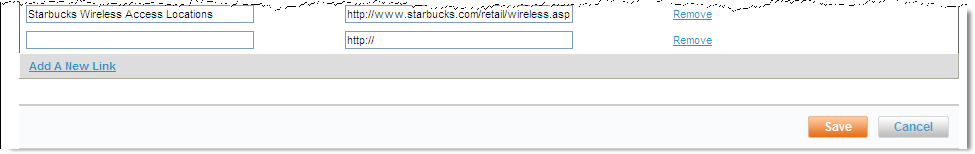 Starbucks Wireless Access Locations http://www.starbucks.com/retail/wireless.asp Remove
http:// Remove
Add A New Link
Save Cancel